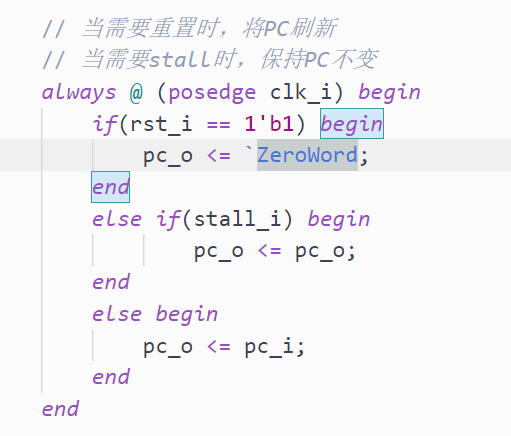 // 当需要重置时，将PC刷新
// 当需要stall时，保持PC不变
always @ (posedge clk_i) begin
if(rst_i == 1'b1) begin
pc_o <= `ZeroWord;
end
else if(stall_i) begin
pc_o <= pc_o;
end
else begin
pc_o <= pc_i;
end
end